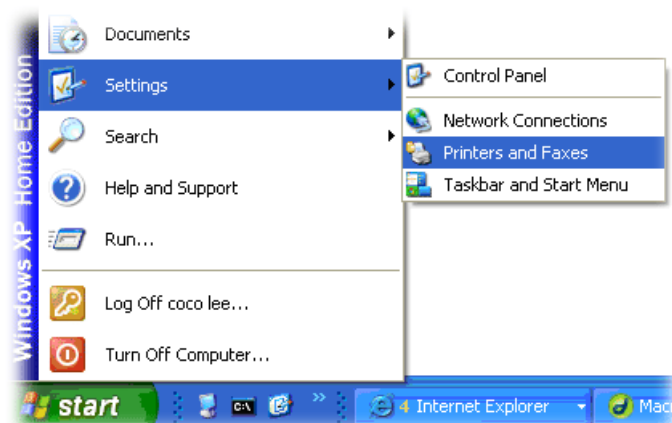 Documents
Settings
Search
Help and Support
Run...
Log Off coco lee...
Turn Off Computer...
Control Panel
Network Connections
Printers and Faxes
Taskbar and Start Menu
Windows XP Home Edition
start
C:\
4 Internet Explorer